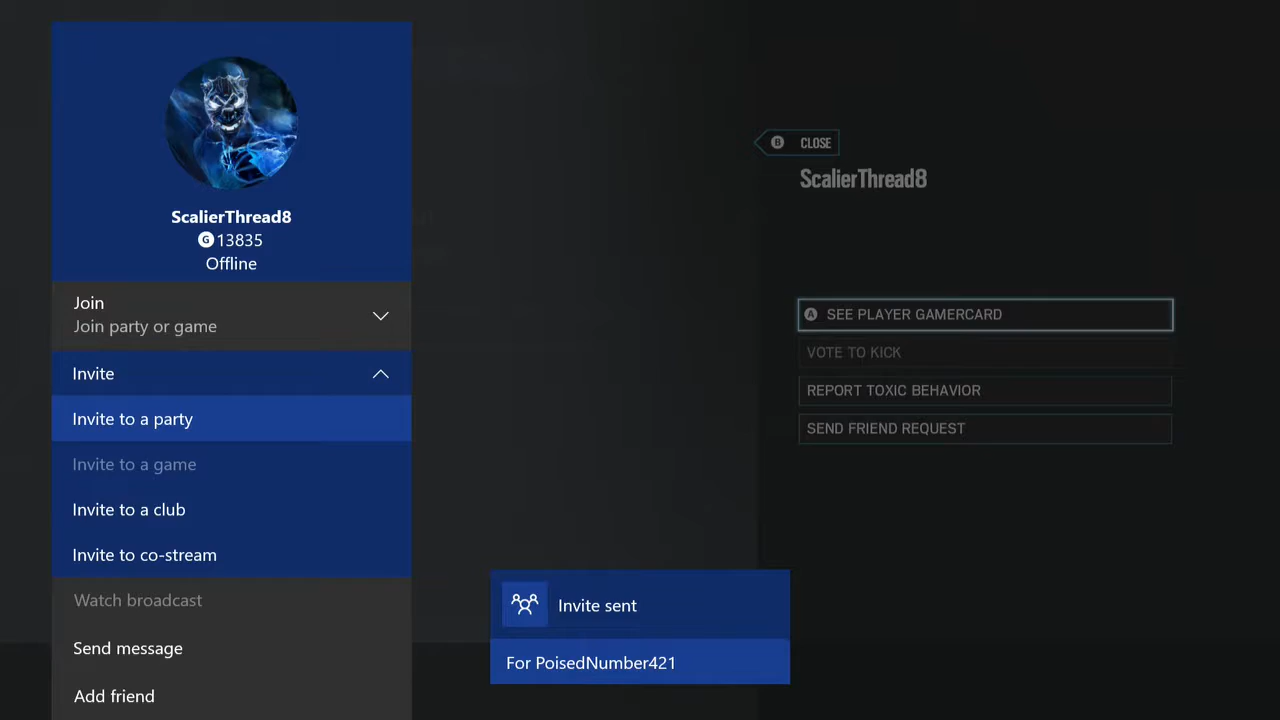 ScalierThread8
G 13835
Offline
Join
Join party or game
Invite
Invite to a party
Invite to a game
Invite to a club
Invite to co-stream
Watch broadcast
Send message
Add friend
B CLOSE
ScalierThread8
A SEE PLAYER GAMERCARD
VOTE TO KICK
REPORT TOXIC BEHAVIOR
SEND FRIEND REQUEST
Invite sent
For PoisedNumber421